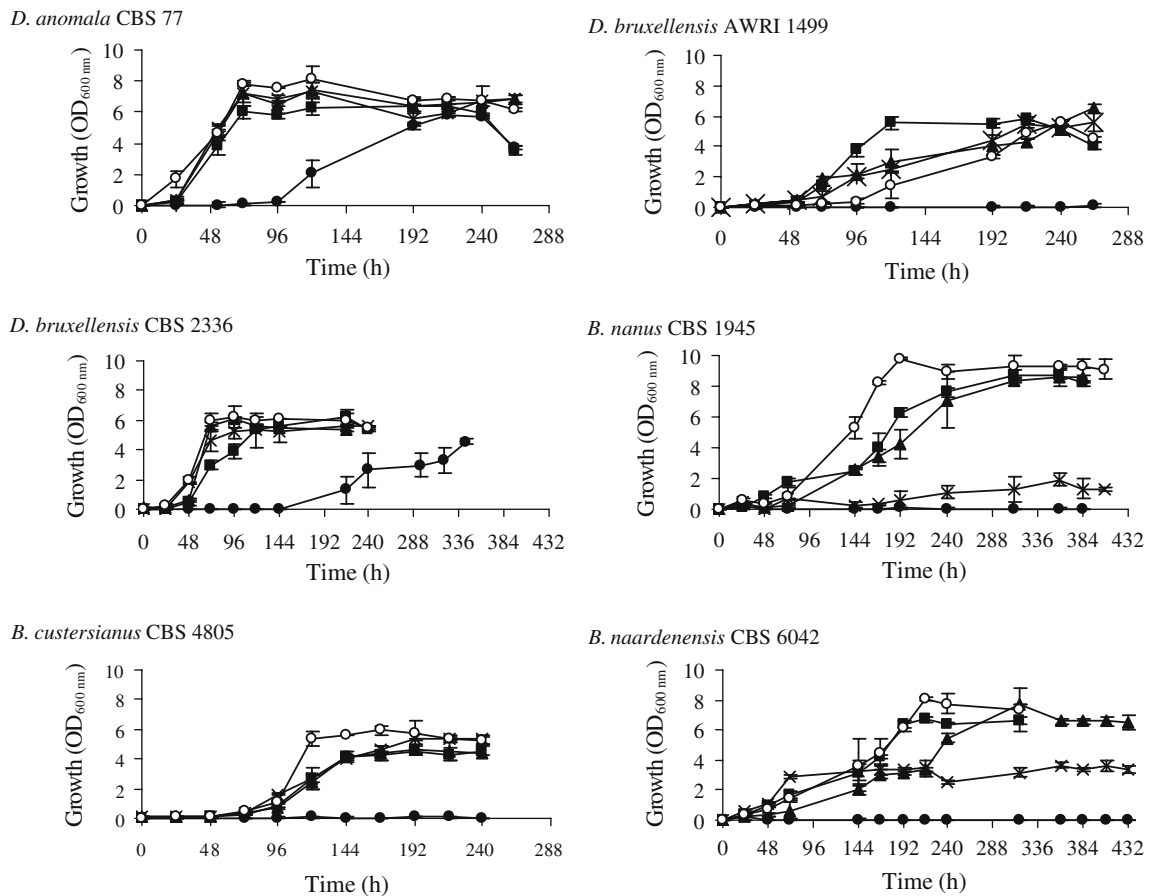 D. anomala CBS 77
Growth (OD600 nm)
10
8
6
4
2
0
0 48 96 144 192 240 288
Time (h)
D. bruxellensis AWRI 1499
Growth (OD600 nm)
10
8
6
4
2
0
0 48 96 144 192 240 288
Time (h)
D. bruxellensis CBS 2336
Growth (OD600 nm)
10
8
6
4
2
0
0 48 96 144 192 240 288 336 432
Time (h)
B. nanus CBS 1945
Growth (OD600 nm)
10
8
6
4
2
0
0 48 96 144 192 240 288 336 384 432
Time (h)
B. custersianus CBS 4805
Growth (OD600 nm)
10
8
6
4
2
0
0 48 96 144 192 240 288
Time (h)
B. naardenensis CBS 6042
Growth (OD600 nm)
10
8
6
4
2
0
0 48 96 144 192 240 288 336 384 432
Time (h)